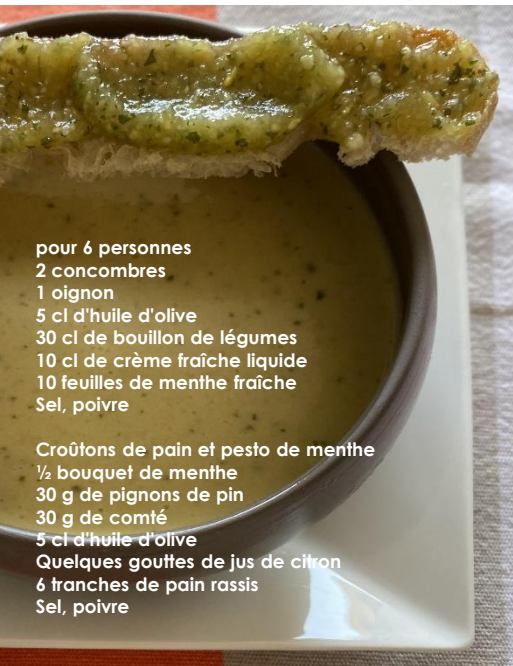 pour 6 personnes
2 concombres
1 oignon
5 cl d'huile d'olive
30 cl de bouillon de légumes
10 cl de crème fraîche liquide
10 feuilles de menthe fraîche
Sel, poivre

Croûtons de pain et pesto de menthe
½ bouquet de menthe
30 g de pignons de pin
30 g de comté
5 cl d'huile d'olive
Quelques gouttes de jus de citron
6 tranches de pain rassis
Sel, poivre